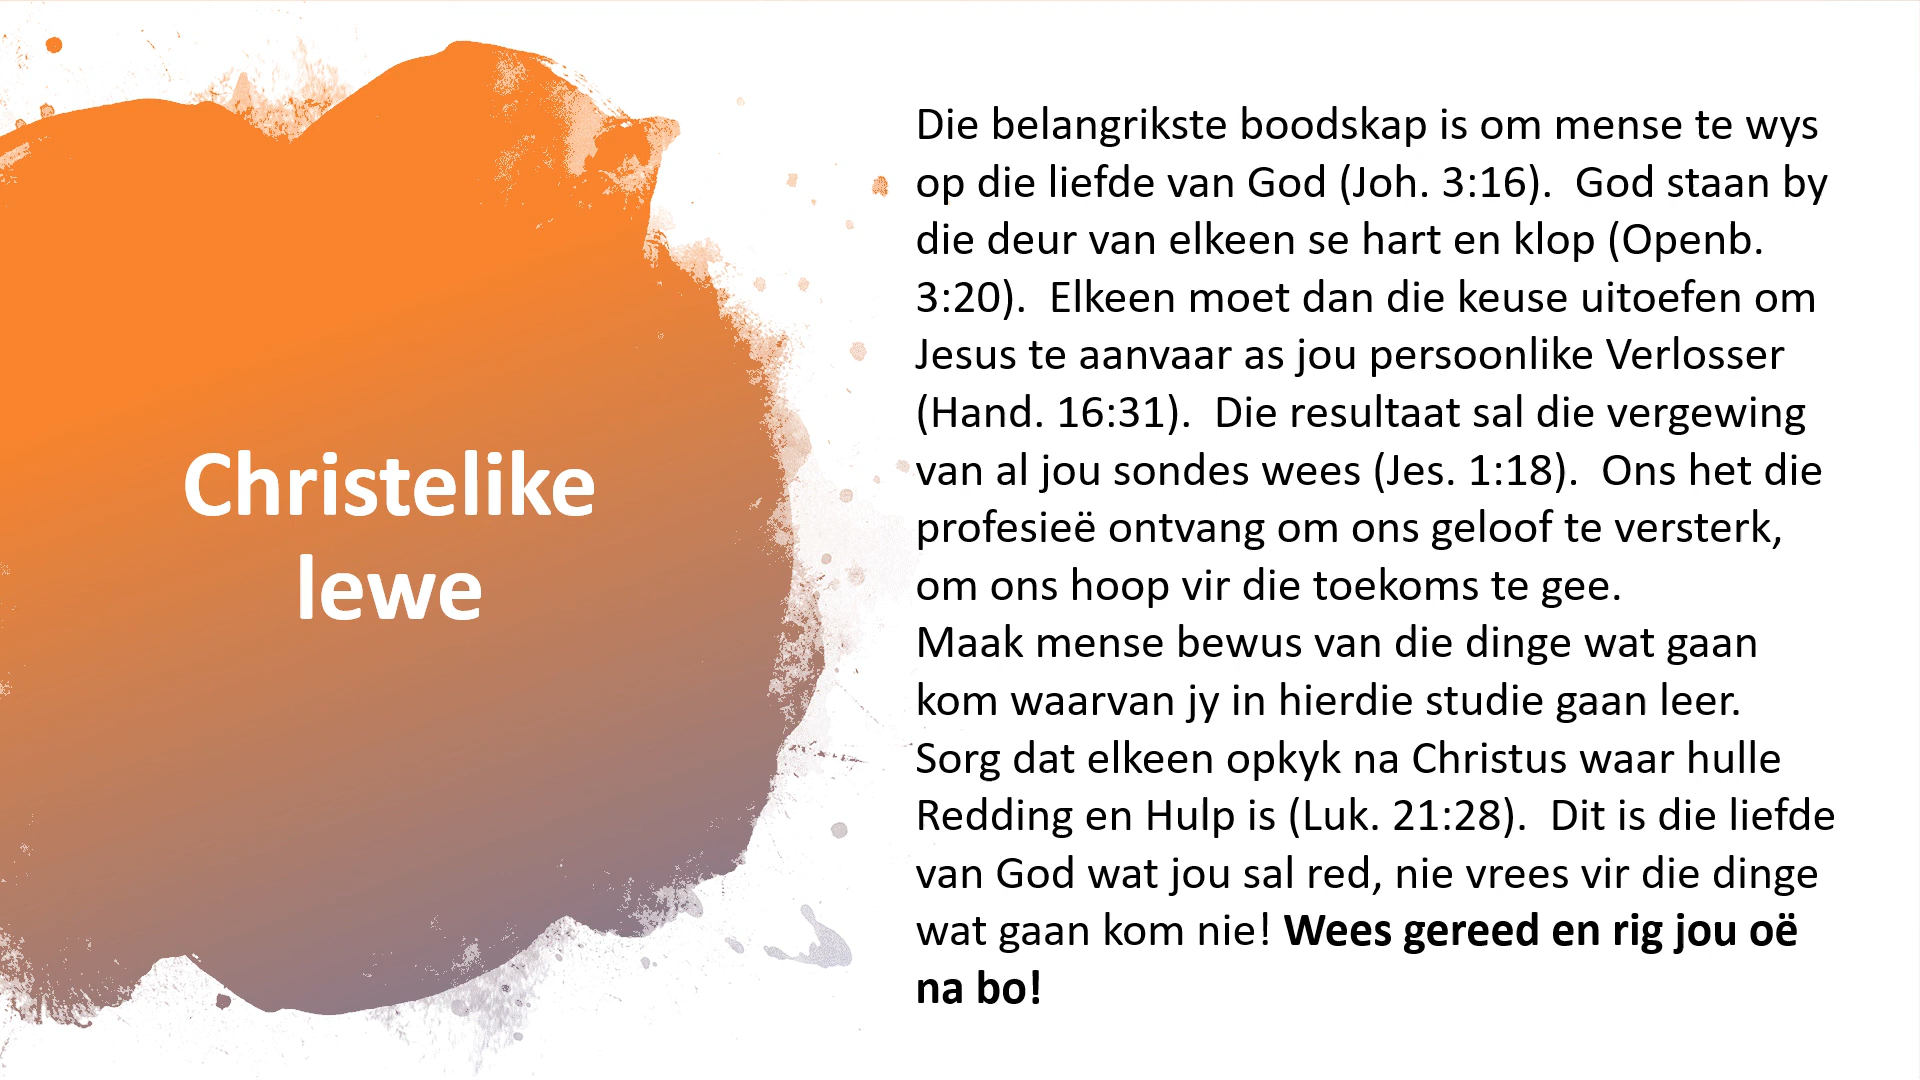 Christelike
lewe
Die belangrikste boodskap is om mense te wys
op die liefde van God (Joh. 3:16).  God staan by
die deur van elkeen se hart en klop (Openb.
3:20).  Elkeen moet dan die keuse uitoefen om
Jesus te aanvaar as jou persoonlike Verlosser
(Hand. 16:31).  Die resultaat sal die vergewing
van al jou sondes wees (Jes. 1:18).  Ons het die
profesieë ontvang om ons geloof te versterk,
om ons hoop vir die toekoms te gee.
Maak mense bewus van die dinge wat gaan
kom waarvan jy in hierdie studie gaan leer.
Sorg dat elkeen opkyk na Christus waar hulle
Redding en Hulp is (Luk. 21:28).  Dit is die liefde
van God wat jou sal red, nie vrees vir die dinge
wat gaan kom nie! Wees gereed en rig jou oë
na bo!